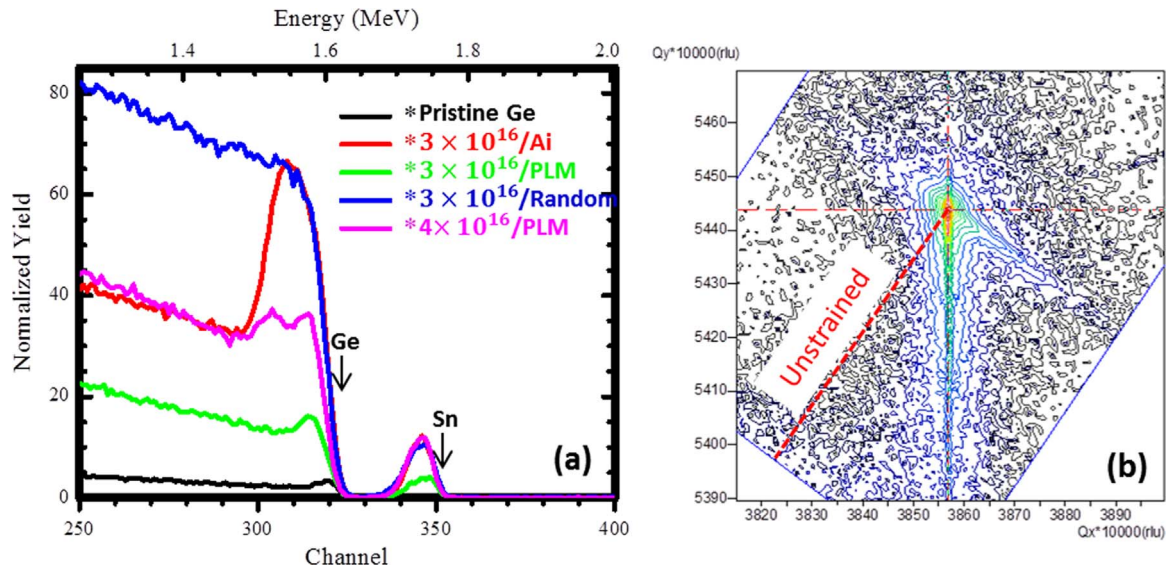 Energy (MeV)
1.4 1.6 1.8 2.0
80
60
40
20
0
Normalized Yield
*Pristine Ge
*3 × 10¹⁶/Ai
*3 × 10¹⁶/PLM
*3 × 10¹⁶/Random
*4× 10¹⁶/PLM
Ge
Sn
(a)
250 300 350 400
Channel
Qy*10000(rlu)
5460
5450
5440
5430
5420
5410
5400
5390
Unstrained
(b)
3820 3830 3840 3850 3860 3870 3880 3890
Qx*10000(rlu)